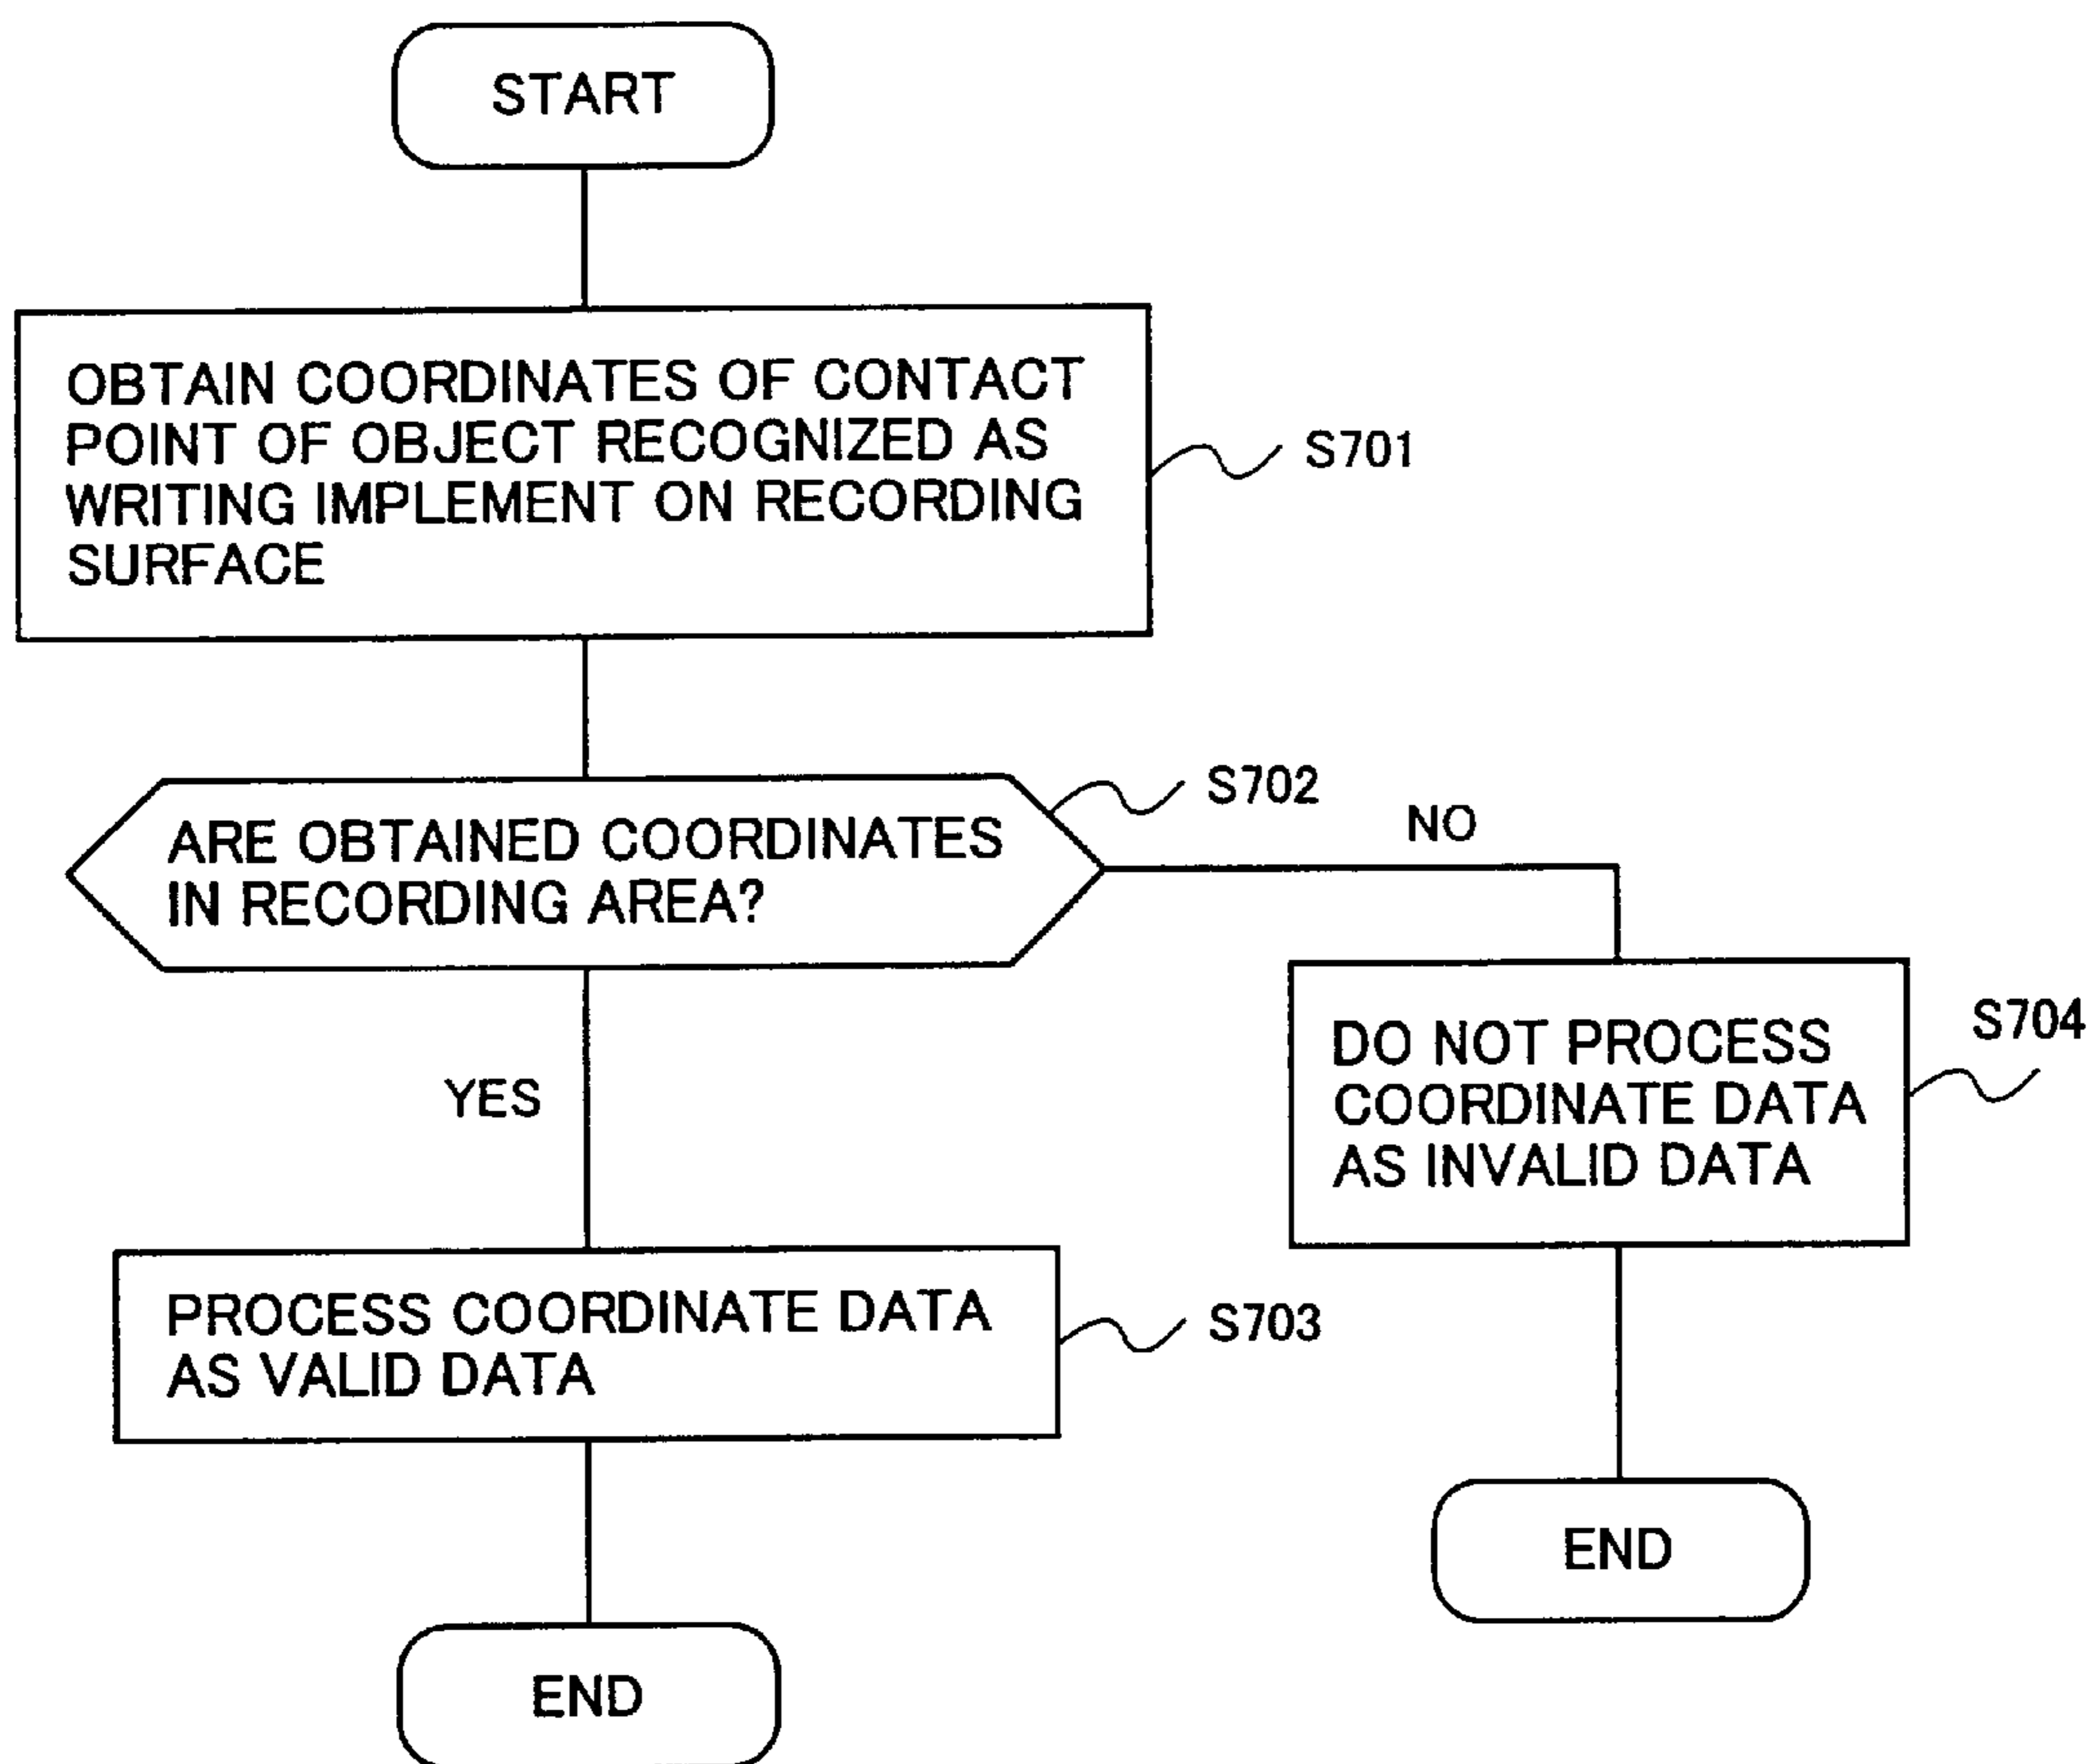 START
OBTAIN COORDINATES OF CONTACT
POINT OF OBJECT RECOGNIZED AS
WRITING IMPLEMENT ON RECORDING
SURFACE
S701
ARE OBTAINED COORDINATES
IN RECORDING AREA?
S702
NO
YES
DO NOT PROCESS
COORDINATE DATA
AS INVALID DATA
S704
PROCESS COORDINATE DATA
AS VALID DATA
S703
END
END